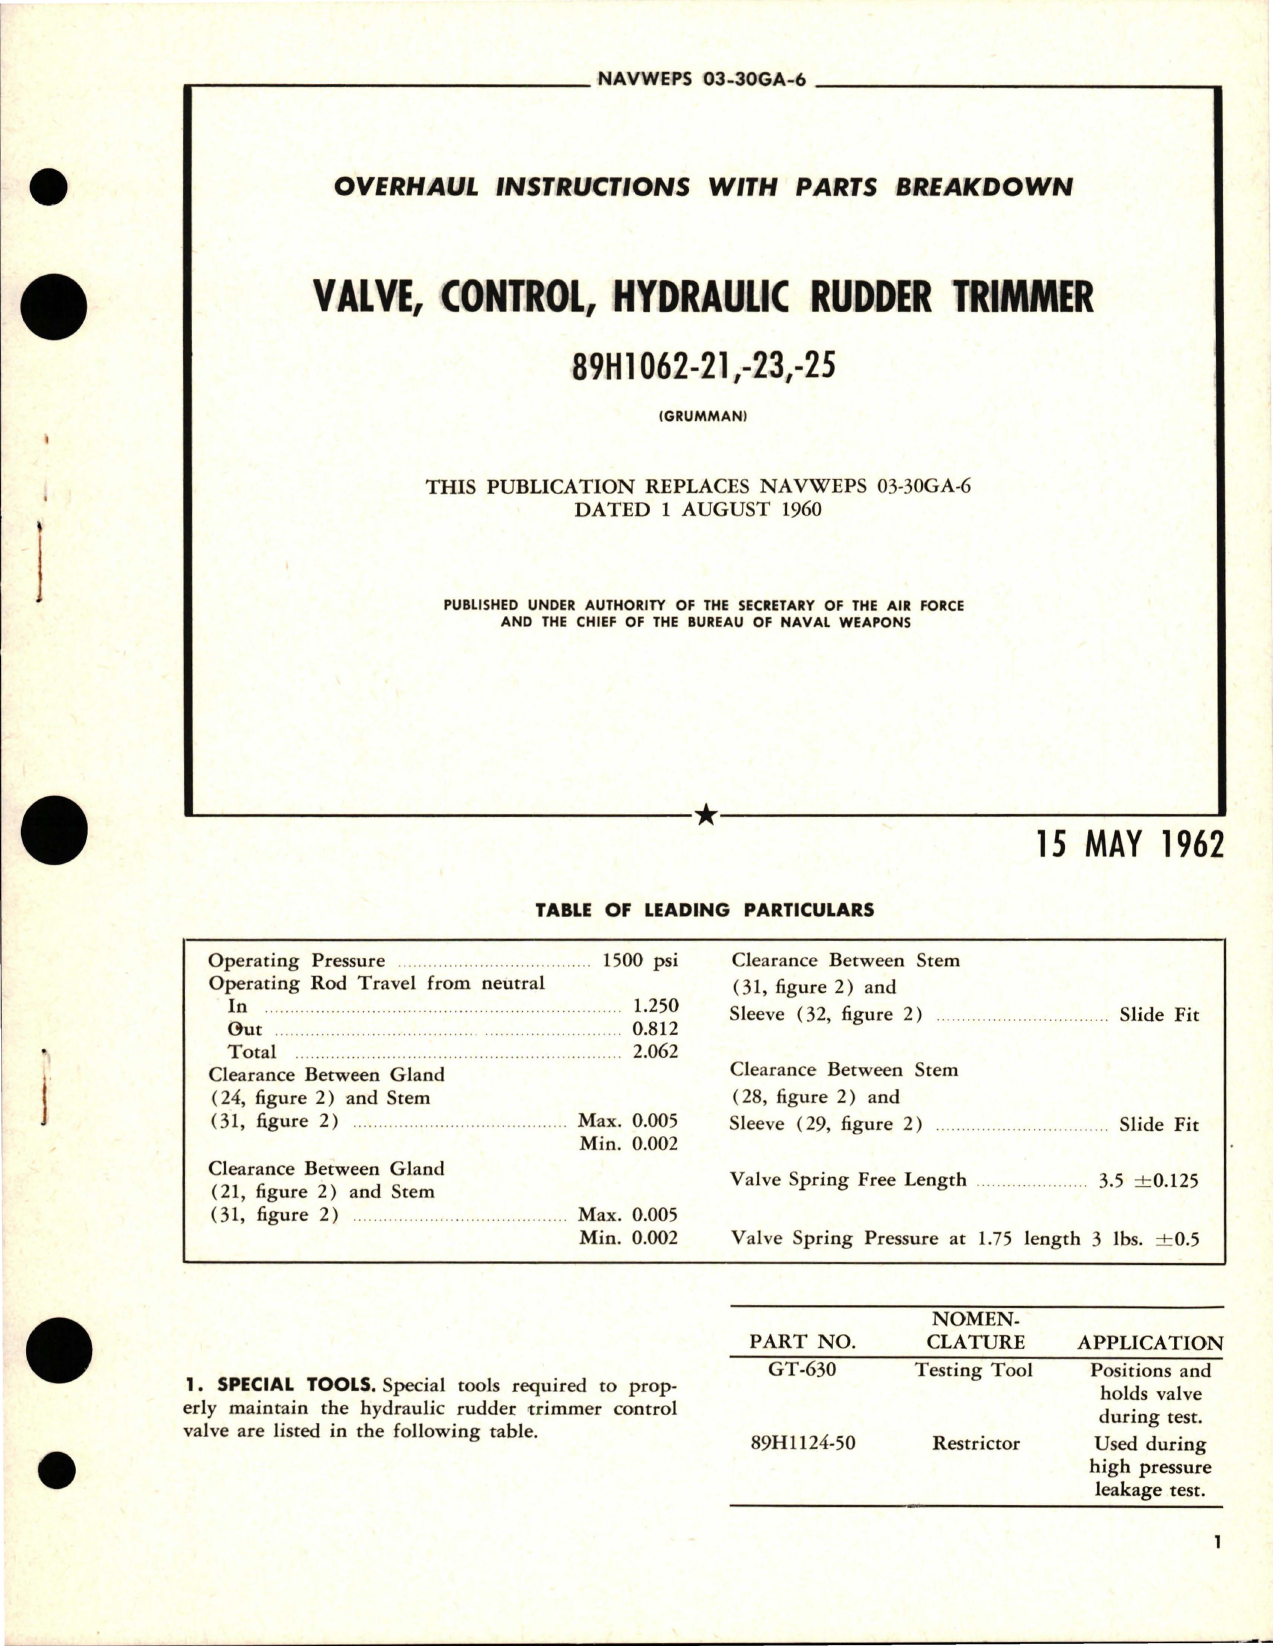 NAVWEPS 03-30GA-6
OVERHAUL INSTRUCTIONS WITH PARTS BREAKDOWN
VALVE, CONTROL, HYDRAULIC RUDDER TRIMMER
89H1062-21,-23,-25
(GRUMMAN)
THIS PUBLICATION REPLACES NAVWEPS 03-30GA-6
DATED 1 AUGUST 1960
PUBLISHED UNDER AUTHORITY OF THE SECRETARY OF THE AIR FORCE
AND THE CHIEF OF THE BUREAU OF NAVAL WEAPONS
15 MAY 1962
TABLE OF LEADING PARTICULARS
Operating Pressure 1500 psi
Operating Rod Travel from neutral
In 1.250
Out 0.812
Total 2.062
Clearance Between Gland
(24, figure 2) and Stem
(31, figure 2) Max. 0.005
Min. 0.002
Clearance Between Gland
(21, figure 2) and Stem
(31, figure 2) Max. 0.005
Min. 0.002
Clearance Between Stem
(31, figure 2) and
Sleeve (32, figure 2) Slide Fit
Clearance Between Stem
(28, figure 2) and
Sleeve (29, figure 2) Slide Fit
Valve Spring Free Length 3.5 ±0.125
Valve Spring Pressure at 1.75 length 3 lbs. ±0.5
1. SPECIAL TOOLS. Special tools required to prop-
erly maintain the hydraulic rudder trimmer control
valve are listed in the following table.
NOMEN-
PART NO. CLATURE APPLICATION
GT-630 Testing Tool Positions and
holds valve
during test.
89H1124-50 Restrictor Used during
high pressure
leakage test.
1